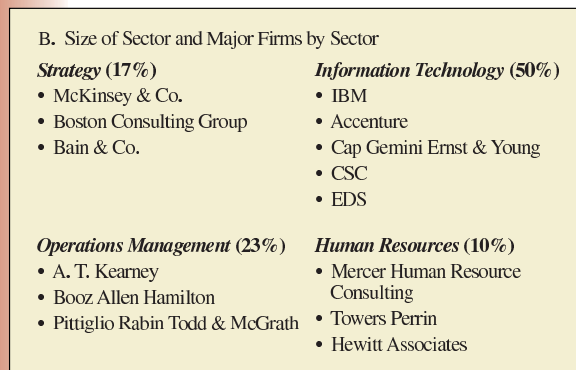 B. Size of Sector and Major Firms by Sector
Strategy (17%)
• McKinsey & Co.
• Boston Consulting Group
• Bain & Co.
Information Technology (50%)
• IBM
• Accenture
• Cap Gemini Ernst & Young
• CSC
• EDS
Operations Management (23%)
• A. T. Kearney
• Booz Allen Hamilton
• Pittiglio Rabin Todd & McGrath
Human Resources (10%)
• Mercer Human Resource
Consulting
• Towers Perrin
• Hewitt Associates